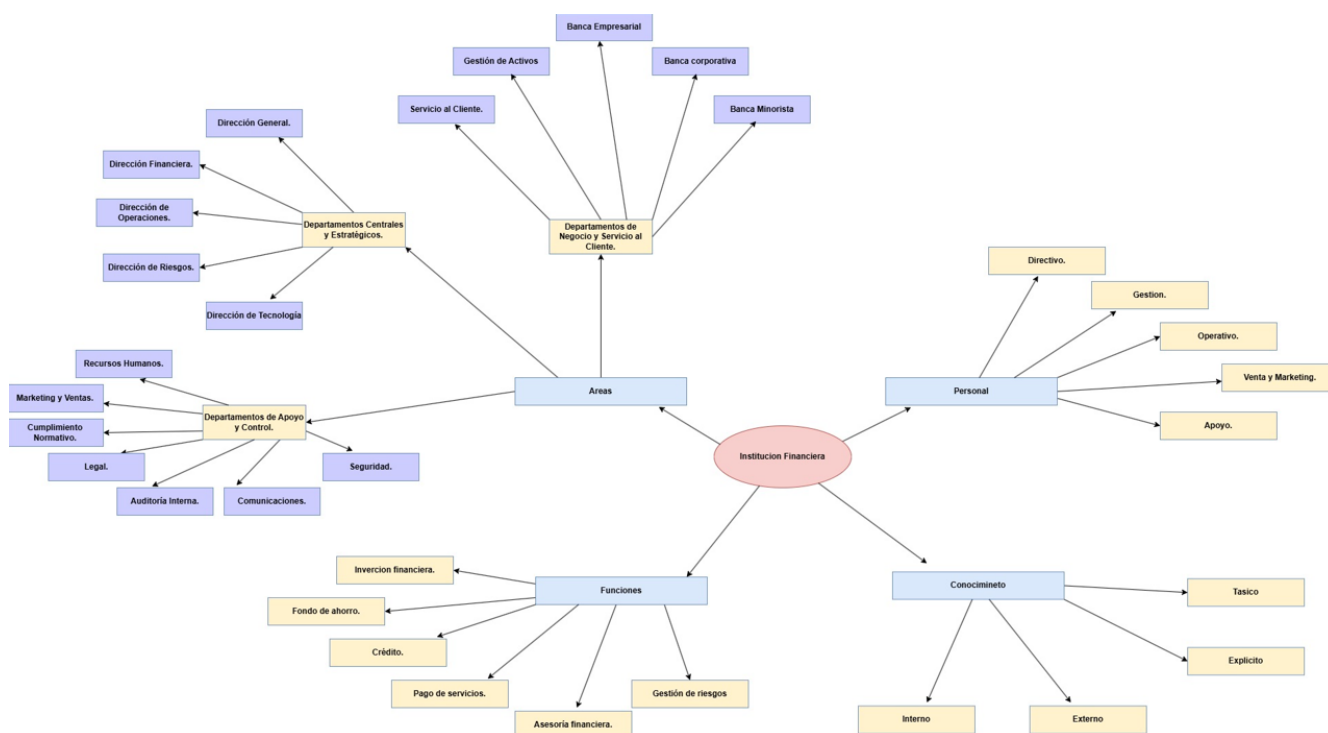 Banca Empresarial
Gestión de Activos
Banca corporativa
Servicio al Cliente.
Banca Minorista
Dirección General.
Dirección Financiera.
Dirección de
Operaciones.
Departamentos Centrales
y Estratégicos.
Departamentos de
Negocio y Servicio al
Cliente.
Dirección de Riesgos.
Dirección de Tecnología
Directivo.
Gestion.
Operativo.
Venta y Marketing.
Apoyo.
Recursos Humanos.
Marketing y Ventas.
Departamentos de Apoyo
y Control.
Cumplimiento
Normativo.
Legal.
Seguridad.
Auditoría Interna.
Comunicaciones.
Areas
Personal
Institucion Financiera
Invercion financiera.
Funciones
Conocimineto
Fondo de ahorro.
Crèdito.
Pago de servicios.
Asesoría financiera.
Gestión de riesgos
Tasico
Explicito
Interno
Externo